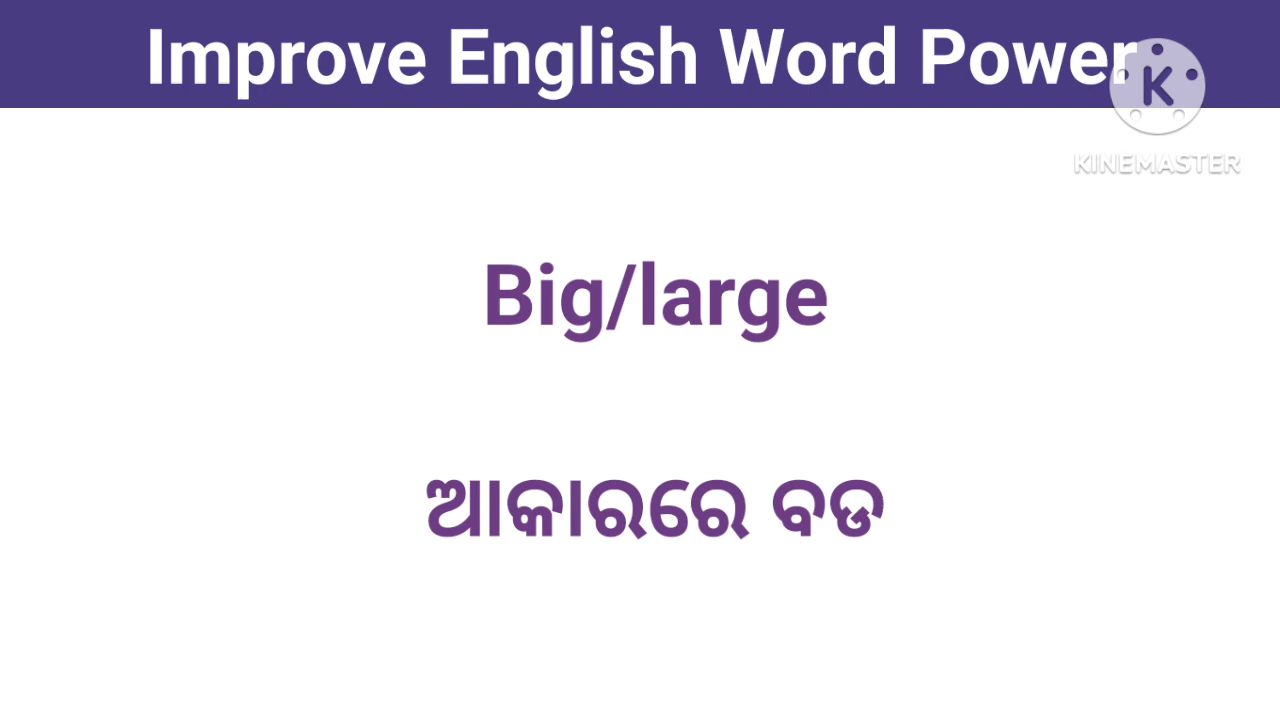 Improve English Word Power
K
KINEMASTER
Big/large
ଆକାରରେ ବଡ